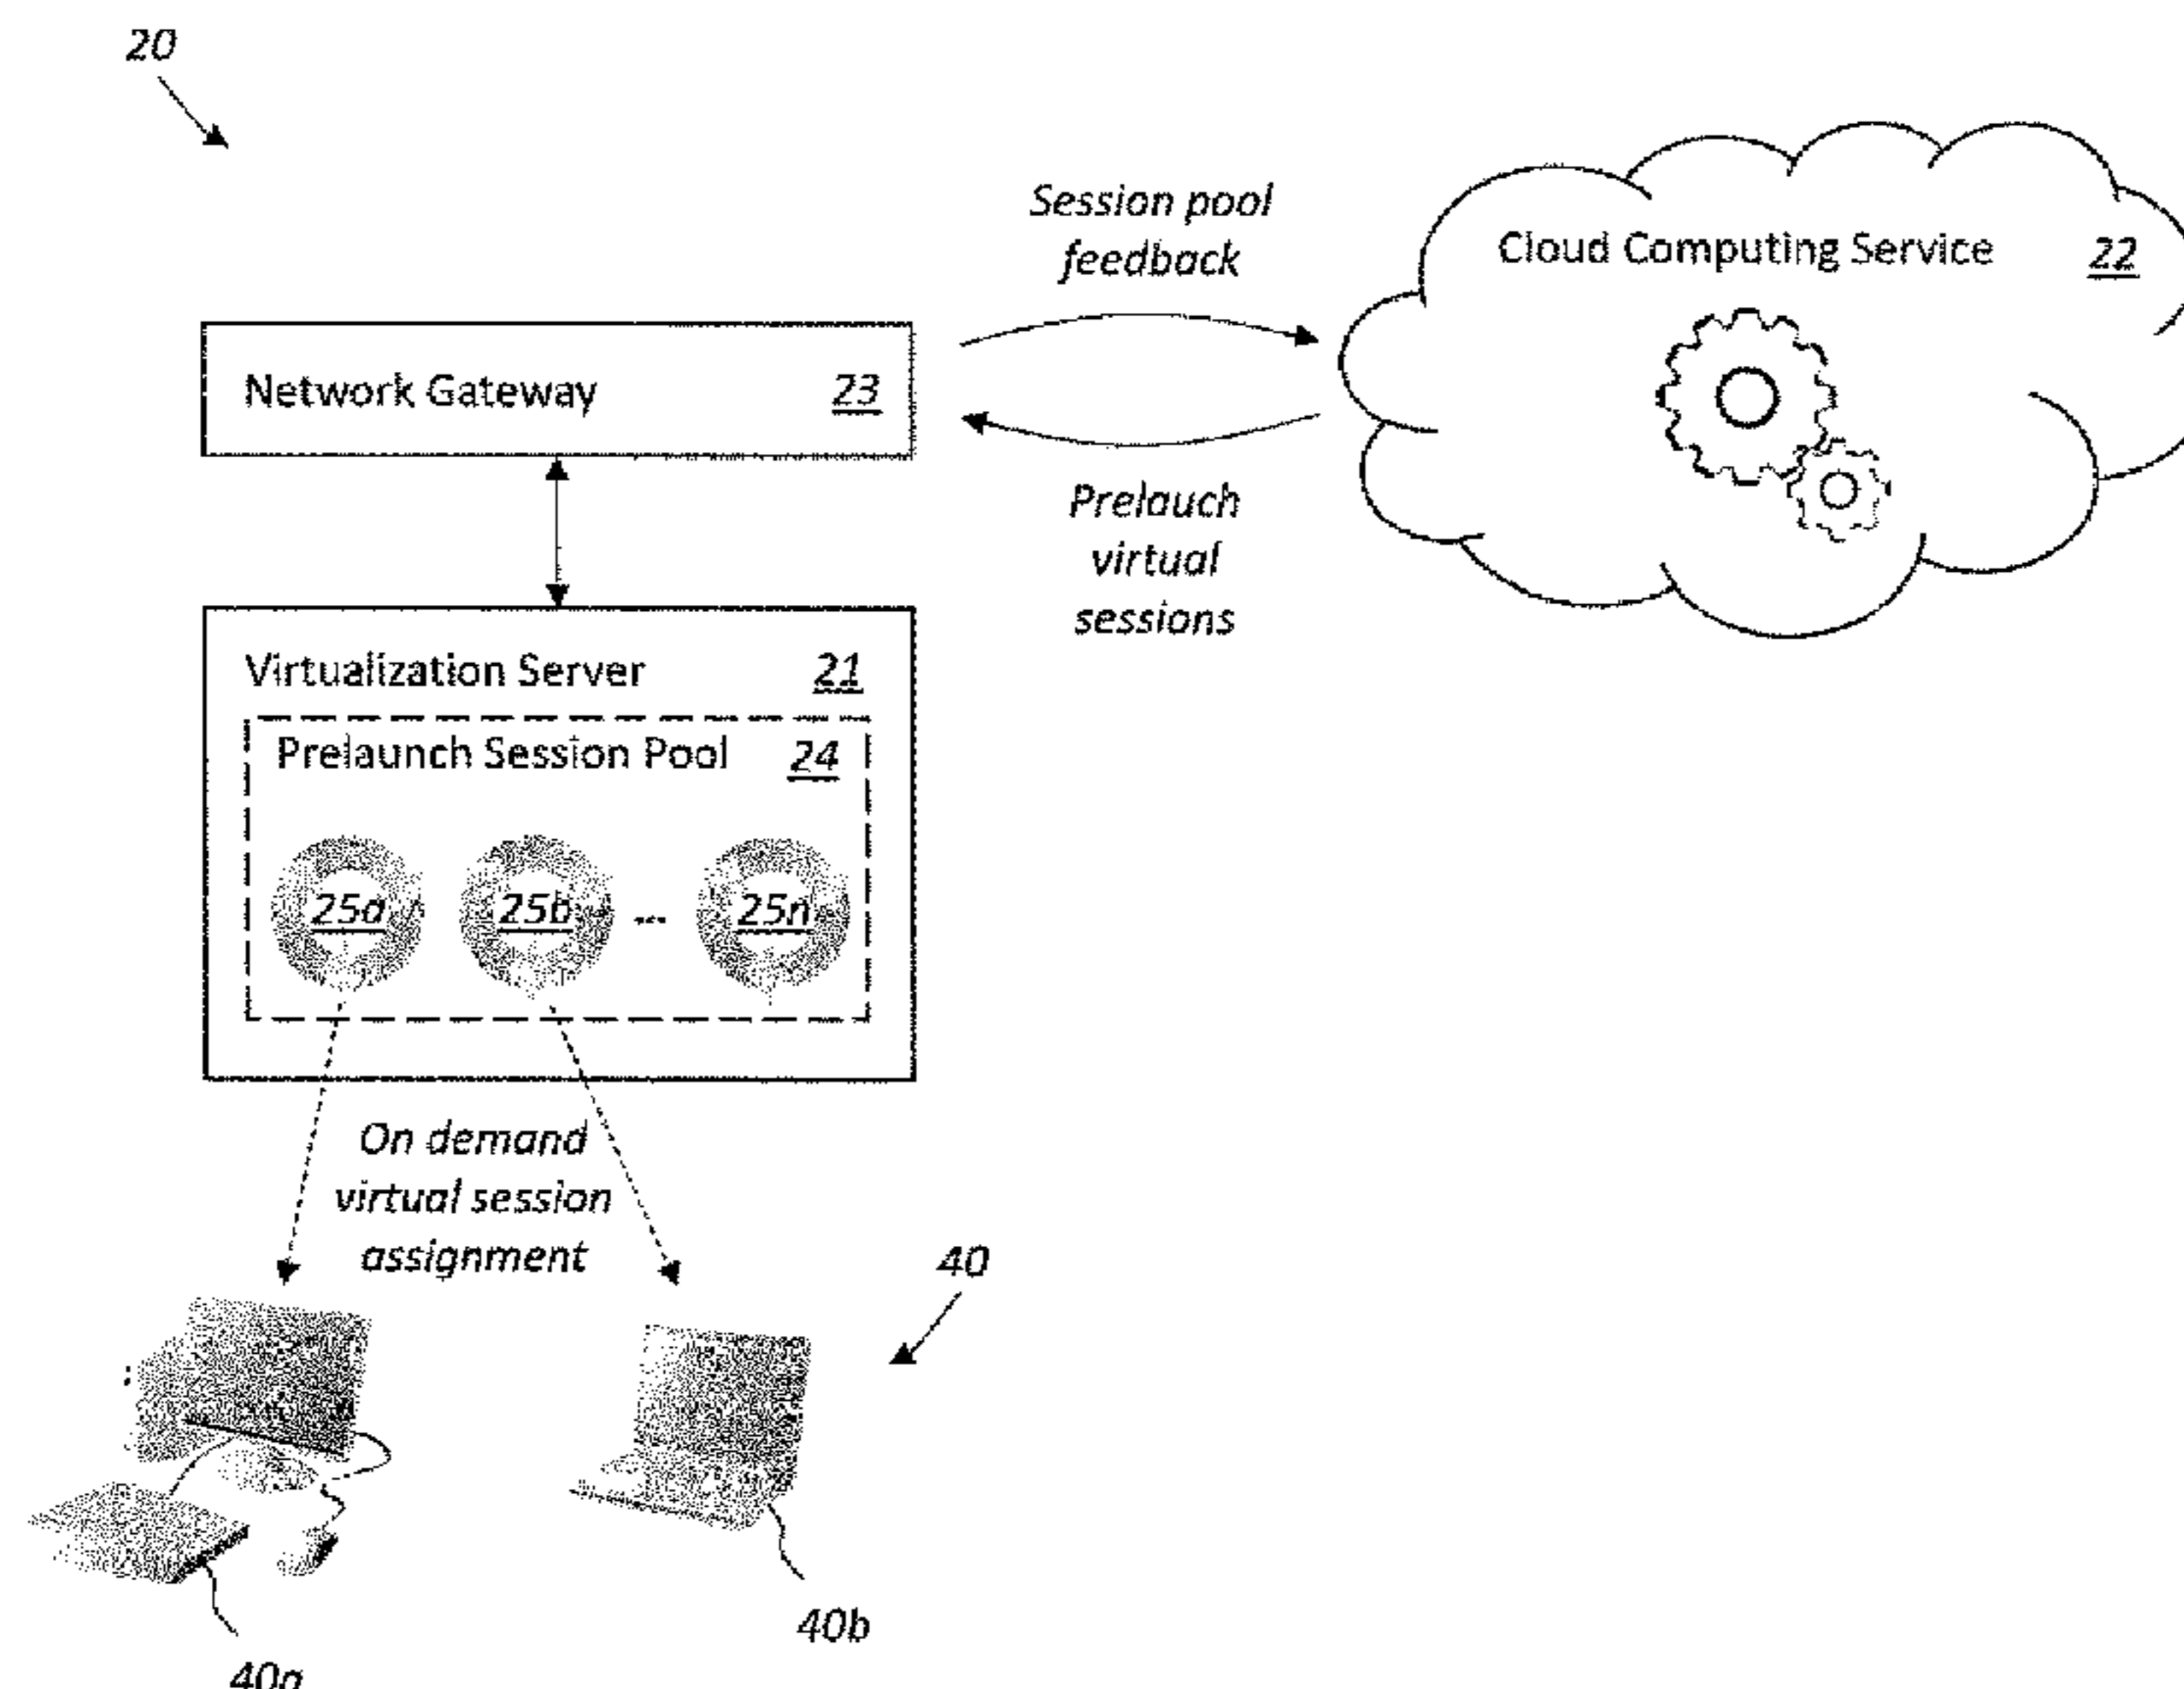 20
Session pool
feedback
Cloud Computing Service 22
Network Gateway 23
Prelauch
virtual
sessions
Virtualization Server 21
Prelaunch Session Pool 24
25a 25b ... 25n
On demand
virtual session
assignment
40
40b
40a